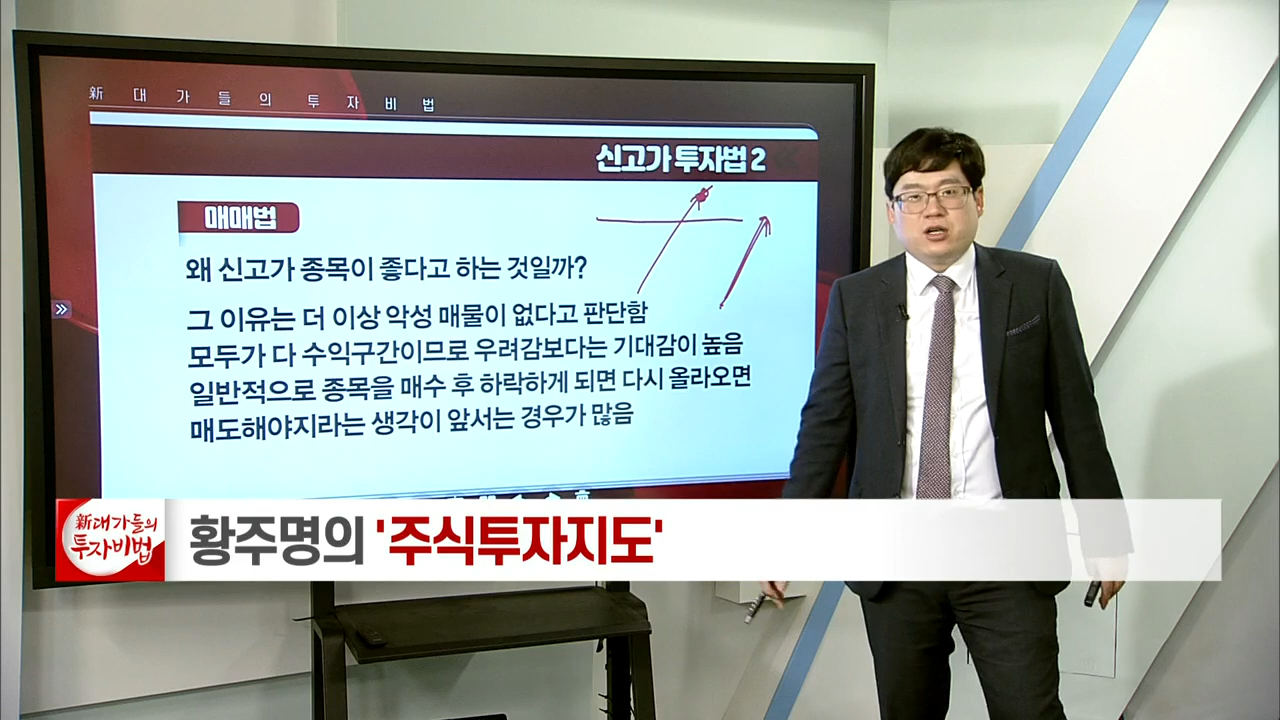 新 대 가 들 의 투 자 비 법
신고가 투자법 2
매매법
왜 신고가 종목이 좋다고 하는 것일까?
그 이유는 더 이상 악성 매물이 없다고 판단함
모두가 다 수익구간이므로 우려감보다는 기대감이 높음
일반적으로 종목을 매수 후 하락하게 되면 다시 올라오면
매도해야지라는 생각이 앞서는 경우가 많음
新대가들의
투자비법
황주명의 '주식투자지도'